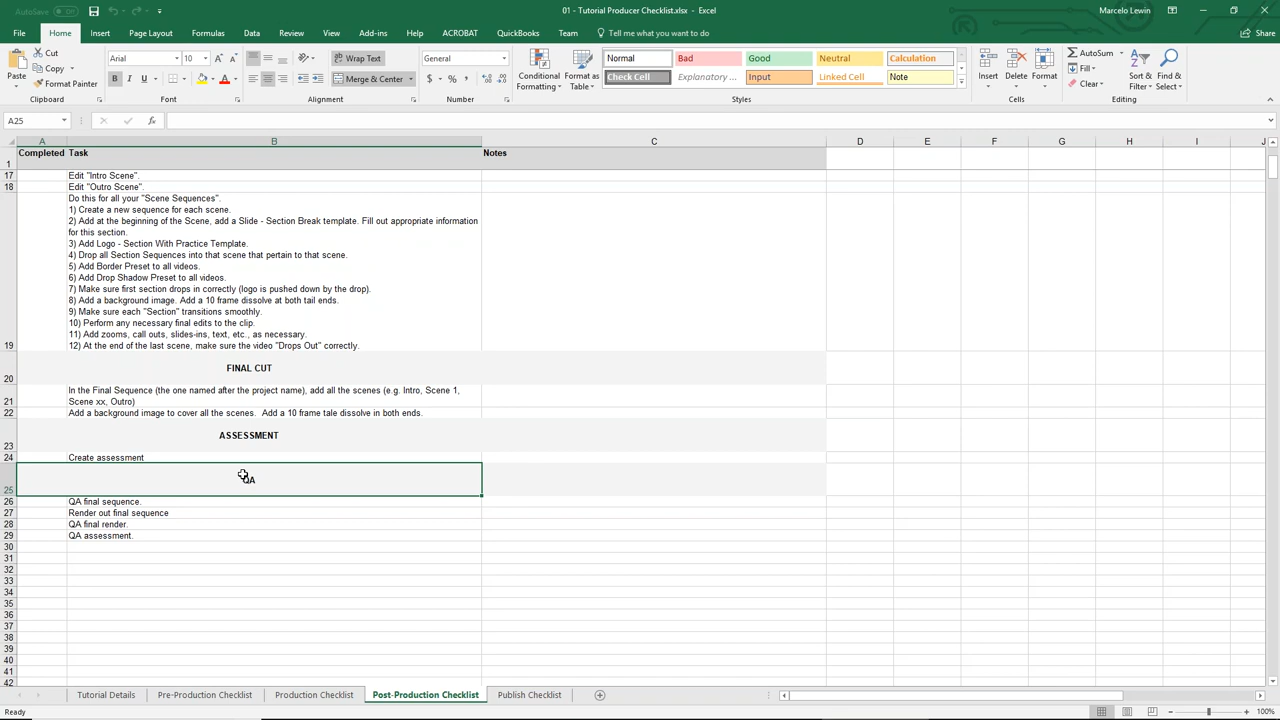 AutoSave Off
01 - Tutorial Producer Checklist.xlsx - Excel
Marcelo Lewin
File Home Insert Page Layout Formulas Data Review View Add-ins Help ACROBAT QuickBooks Team Tell me what you want to do Share
Paste
Cut
Copy
Format Painter
Clipboard
Arial 10
B I U
Font
Wrap Text
Merge & Center
Alignment
General
$ % ,
Number
Conditional Formatting
Format as Table
Normal Bad Good Neutral Calculation
Check Cell Explanary ... Input Linked Cell Note
Styles
Insert Delete Format
Cells
AutoSum
Fill
Clear
Sort & Filter
Find & Select
Editing
A25
A B C D E F G H I J
1 Completed Task Notes
17 Edit "Intro Scene".
18 Edit "Outro Scene".
Do this for all your "Scene Sequences".
1) Create a new sequence for each scene.
2) Add at the beginning of the Scene, add a Slide - Section Break template. Fill out appropriate information
for this section.
3) Add Logo - Section With Practice Template.
4) Drop all Section Sequences into that scene that pertain to that scene.
5) Add Border Preset to all videos.
6) Add Drop Shadow Preset to all videos.
7) Make sure first section drops in correctly (logo is pushed down by the drop).
8) Add a background image. Add a 10 frame dissolve at both tail ends.
9) Make sure each "Section" transitions smoothly.
10) Perform any necessary final edits to the clip.
11) Add zooms, call outs, slides-ins, text, etc., as necessary.
19 12) At the end of the last scene, make sure the video "Drops Out" correctly.
20 FINAL CUT
In the Final Sequence (the one named after the project name), add all the scenes (e.g. Intro, Scene 1,
21 Scene xx, Outro)
22 Add a background image to cover all the scenes. Add a 10 frame tale dissolve in both ends.
23 ASSESSMENT
24 Create assessment
25 QA
26 QA final sequence.
27 Render out final sequence
28 QA final render.
29 QA assessment.
30
31
32
33
34
35
36
37
38
39
40
41
42
Tutorial Details Pre-Production Checklist Production Checklist Post-Production Checklist Publish Checklist
Ready
100%